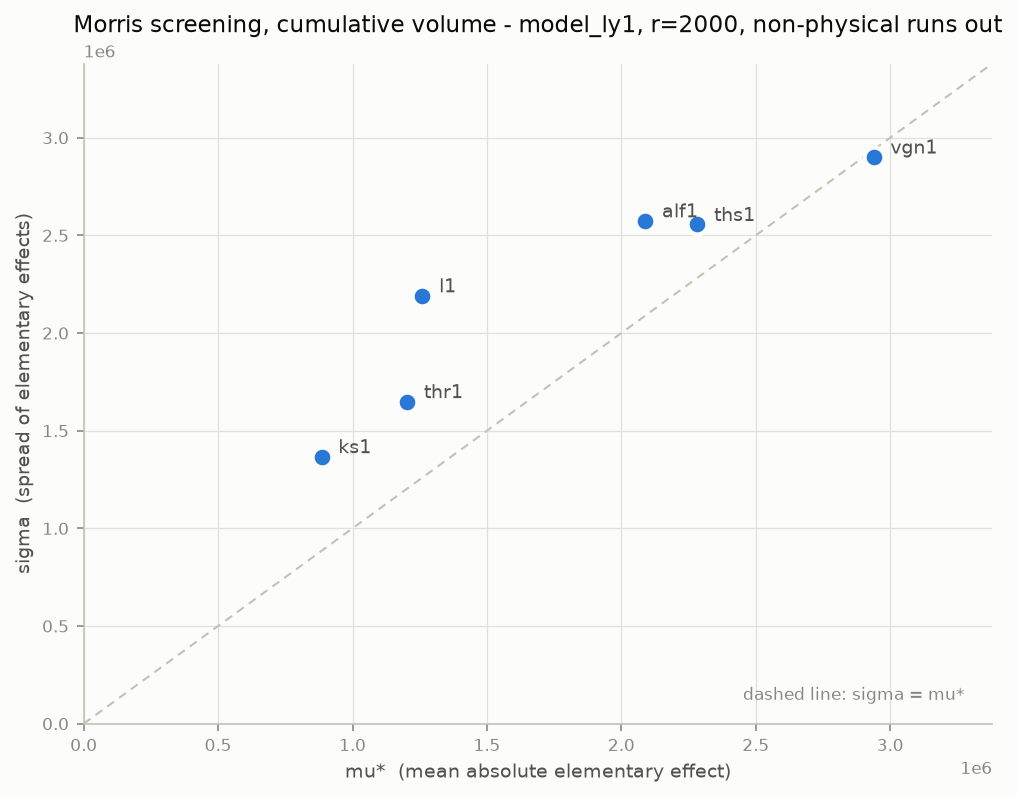 Morris screening, cumulative volume - model_ly1, r=2000, non-physical runs out
1e6
3.0
2.5
2.0
1.5
1.0
0.5
0.0
sigma (spread of elementary effects)
vgn1
alf1
ths1
l1
thr1
ks1
dashed line: sigma = mu*
0.0 0.5 1.0 1.5 2.0 2.5 3.0
1e6
mu* (mean absolute elementary effect)